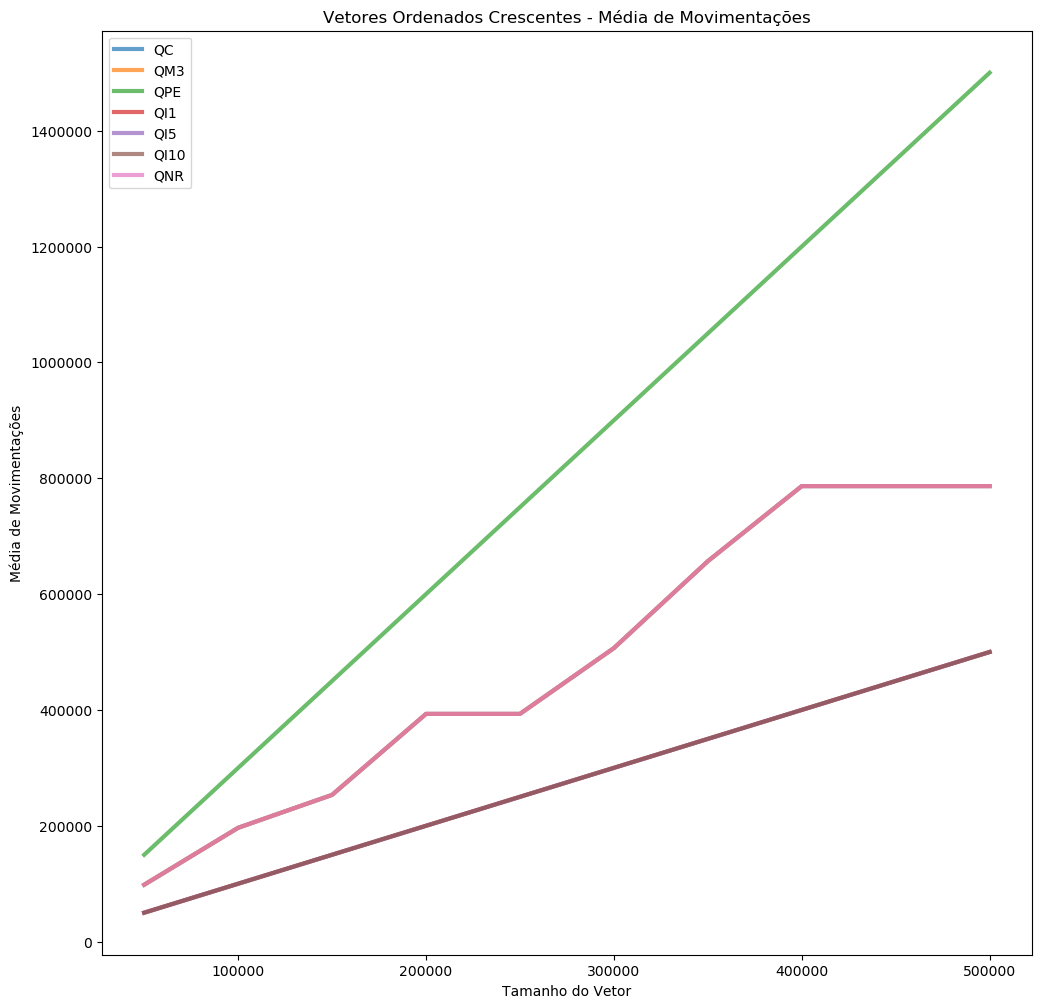 Vetores Ordenados Crescentes - Média de Movimentações
QC
QM3
QPE
QI1
QI5
QI10
QNR
1400000
1200000
1000000
800000
600000
400000
200000
0
Média de Movimentações
100000 200000 300000 400000 500000
Tamanho do Vetor